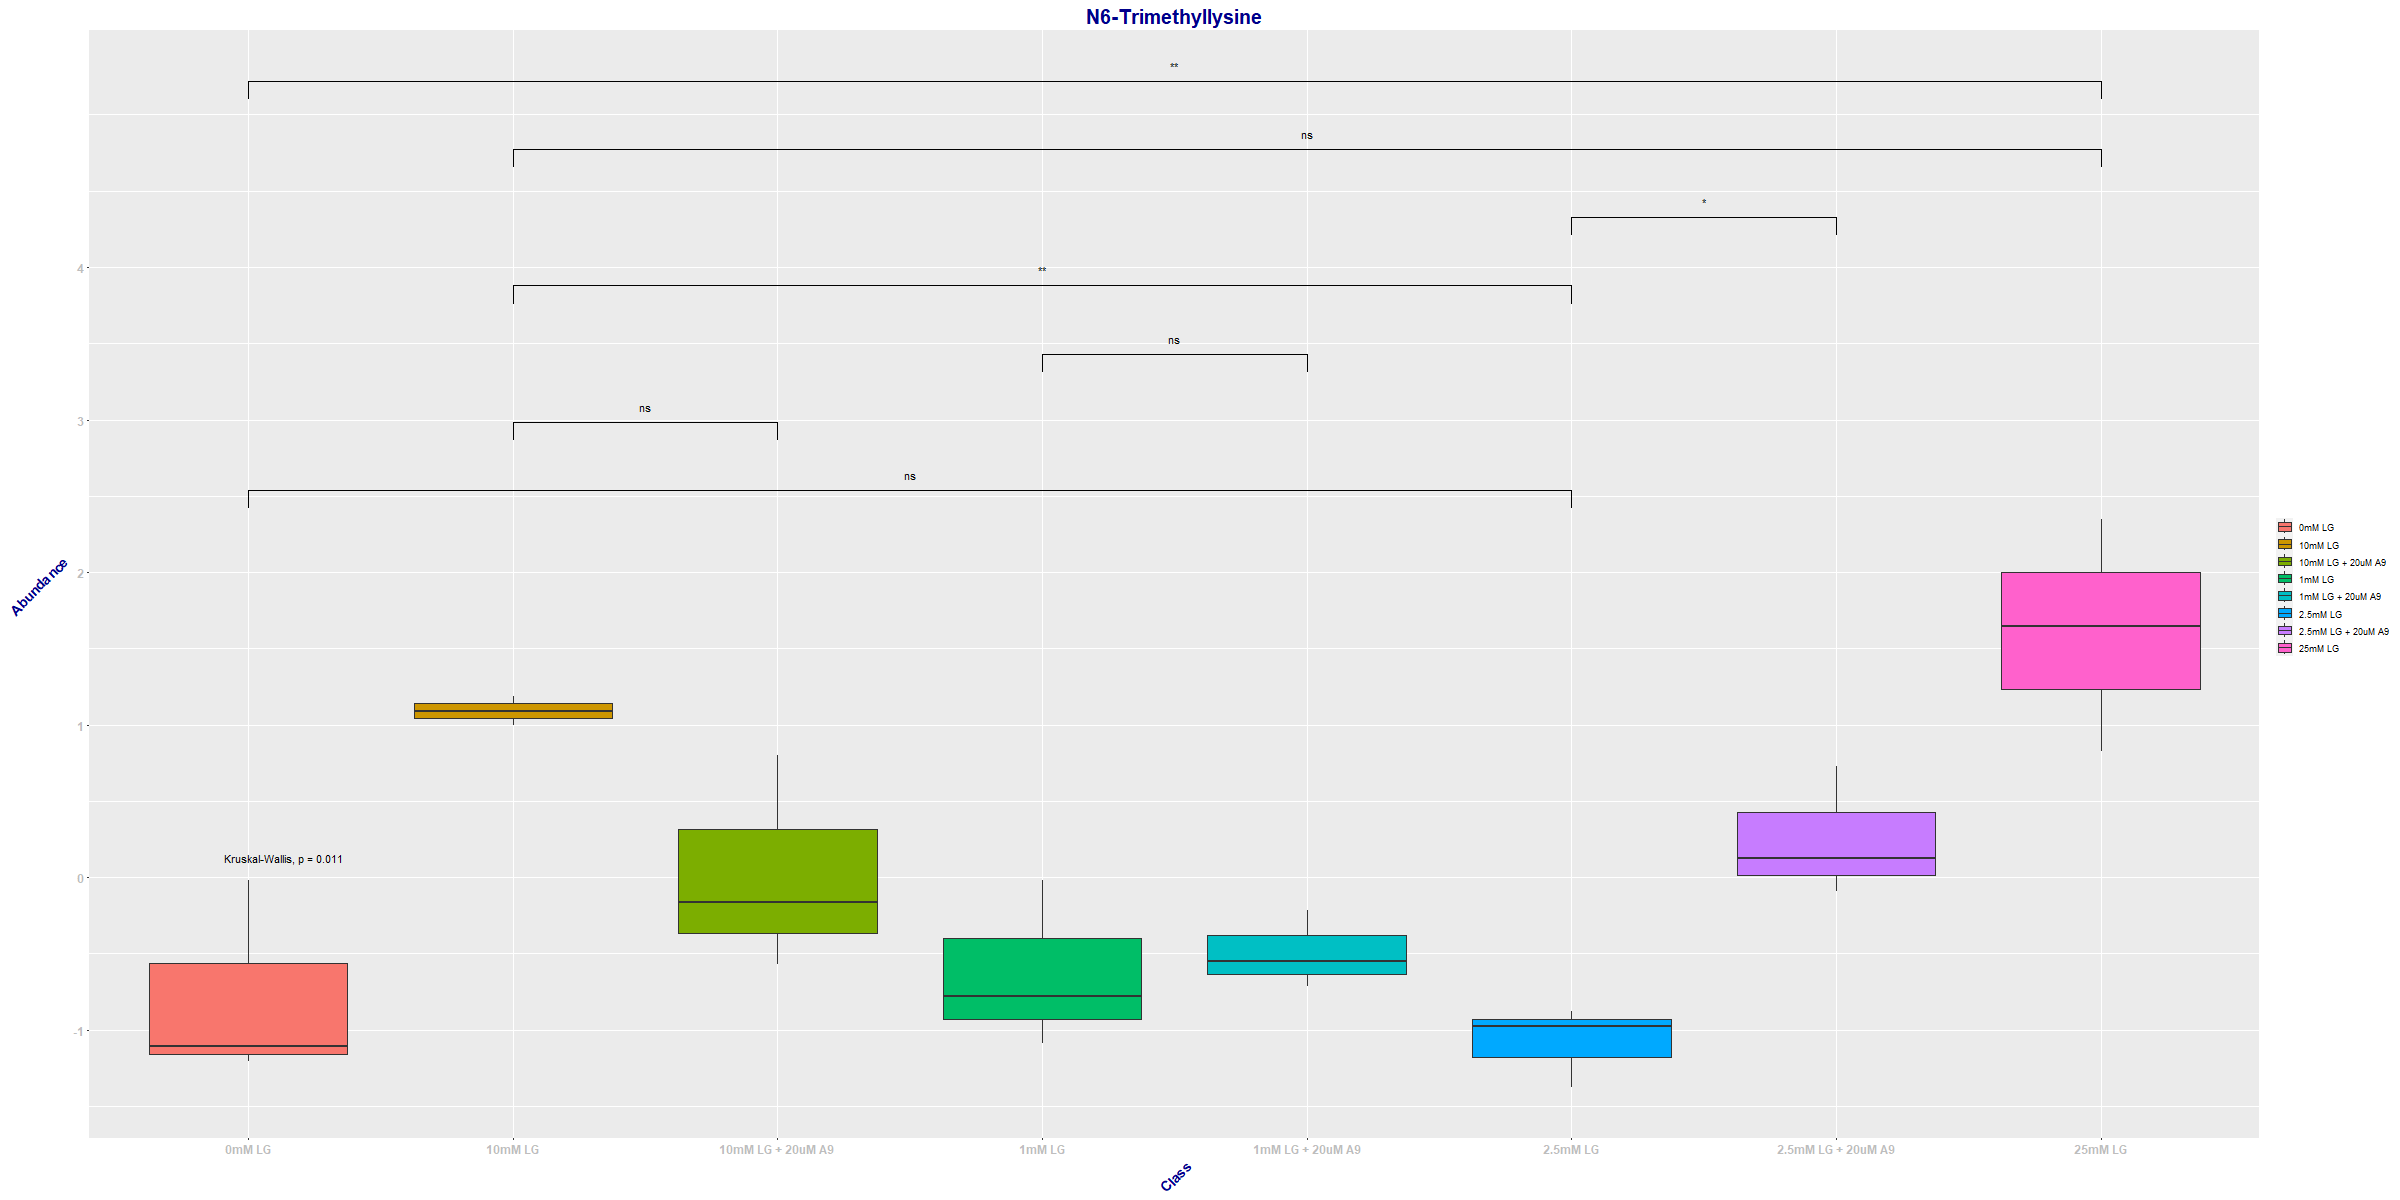 N6-Trimethyllysine
**
ns
*
**
ns
ns
ns
Kruskal-Wallis, p = 0.011
4
3
2
1
0
-1
Abundance
0mM LG
10mM LG
10mM LG + 20uM A9
1mM LG
1mM LG + 20uM A9
2.5mM LG
2.5mM LG + 20uM A9
25mM LG
Class
0mM LG
10mM LG
10mM LG + 20uM A9
1mM LG
1mM LG + 20uM A9
2.5mM LG
2.5mM LG + 20uM A9
25mM LG